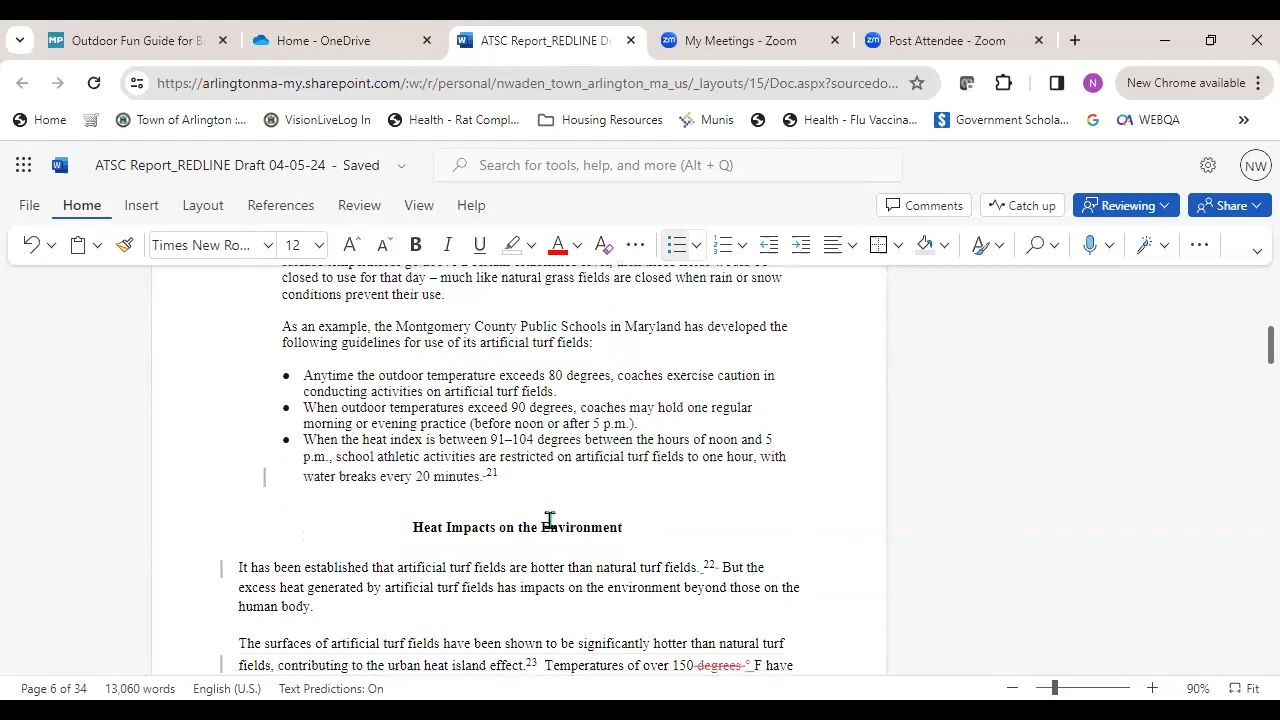 Outdoor Fun Guide for B
Home - OneDrive
ATSC Report_REDLINE Dr
My Meetings - Zoom
Post Attendee - Zoom
https://arlingtonma-my.sharepoint.com/:w:/r/personal/nwaden_town_arlington_ma_us/_layouts/15/Doc.aspx?sourcedo...
N
New Chrome available
Home
Town of Arlington :...
VisionLiveLog In
Health - Rat Compl...
Housing Resources
Munis
Health - Flu Vaccina...
Government Schola...
WEBQA
ATSC Report_REDLINE Draft 04-05-24 - Saved
Search for tools, help, and more (Alt + Q)
NW
File Home Insert Layout References Review View Help
Comments Catch up Reviewing Share
Times New Ro... 12
closed to use for that day – much like natural grass fields are closed when rain or snow
conditions prevent their use.
As an example, the Montgomery County Public Schools in Maryland has developed the
following guidelines for use of its artificial turf fields:
● Anytime the outdoor temperature exceeds 80 degrees, coaches exercise caution in
conducting activities on artificial turf fields.
● When outdoor temperatures exceed 90 degrees, coaches may hold one regular
morning or evening practice (before noon or after 5 p.m.).
● When the heat index is between 91–104 degrees between the hours of noon and 5
p.m., school athletic activities are restricted on artificial turf fields to one hour, with
water breaks every 20 minutes. 21
Heat Impacts on the Environment
It has been established that artificial turf fields are hotter than natural turf fields. 22 But the
excess heat generated by artificial turf fields has impacts on the environment beyond those on the
human body.
The surfaces of artificial turf fields have been shown to be significantly hotter than natural turf
fields, contributing to the urban heat island effect.23 Temperatures of over 150 degrees ° F have
Page 6 of 34 13,060 words English (U.S.) Text Predictions: On 90% Fit